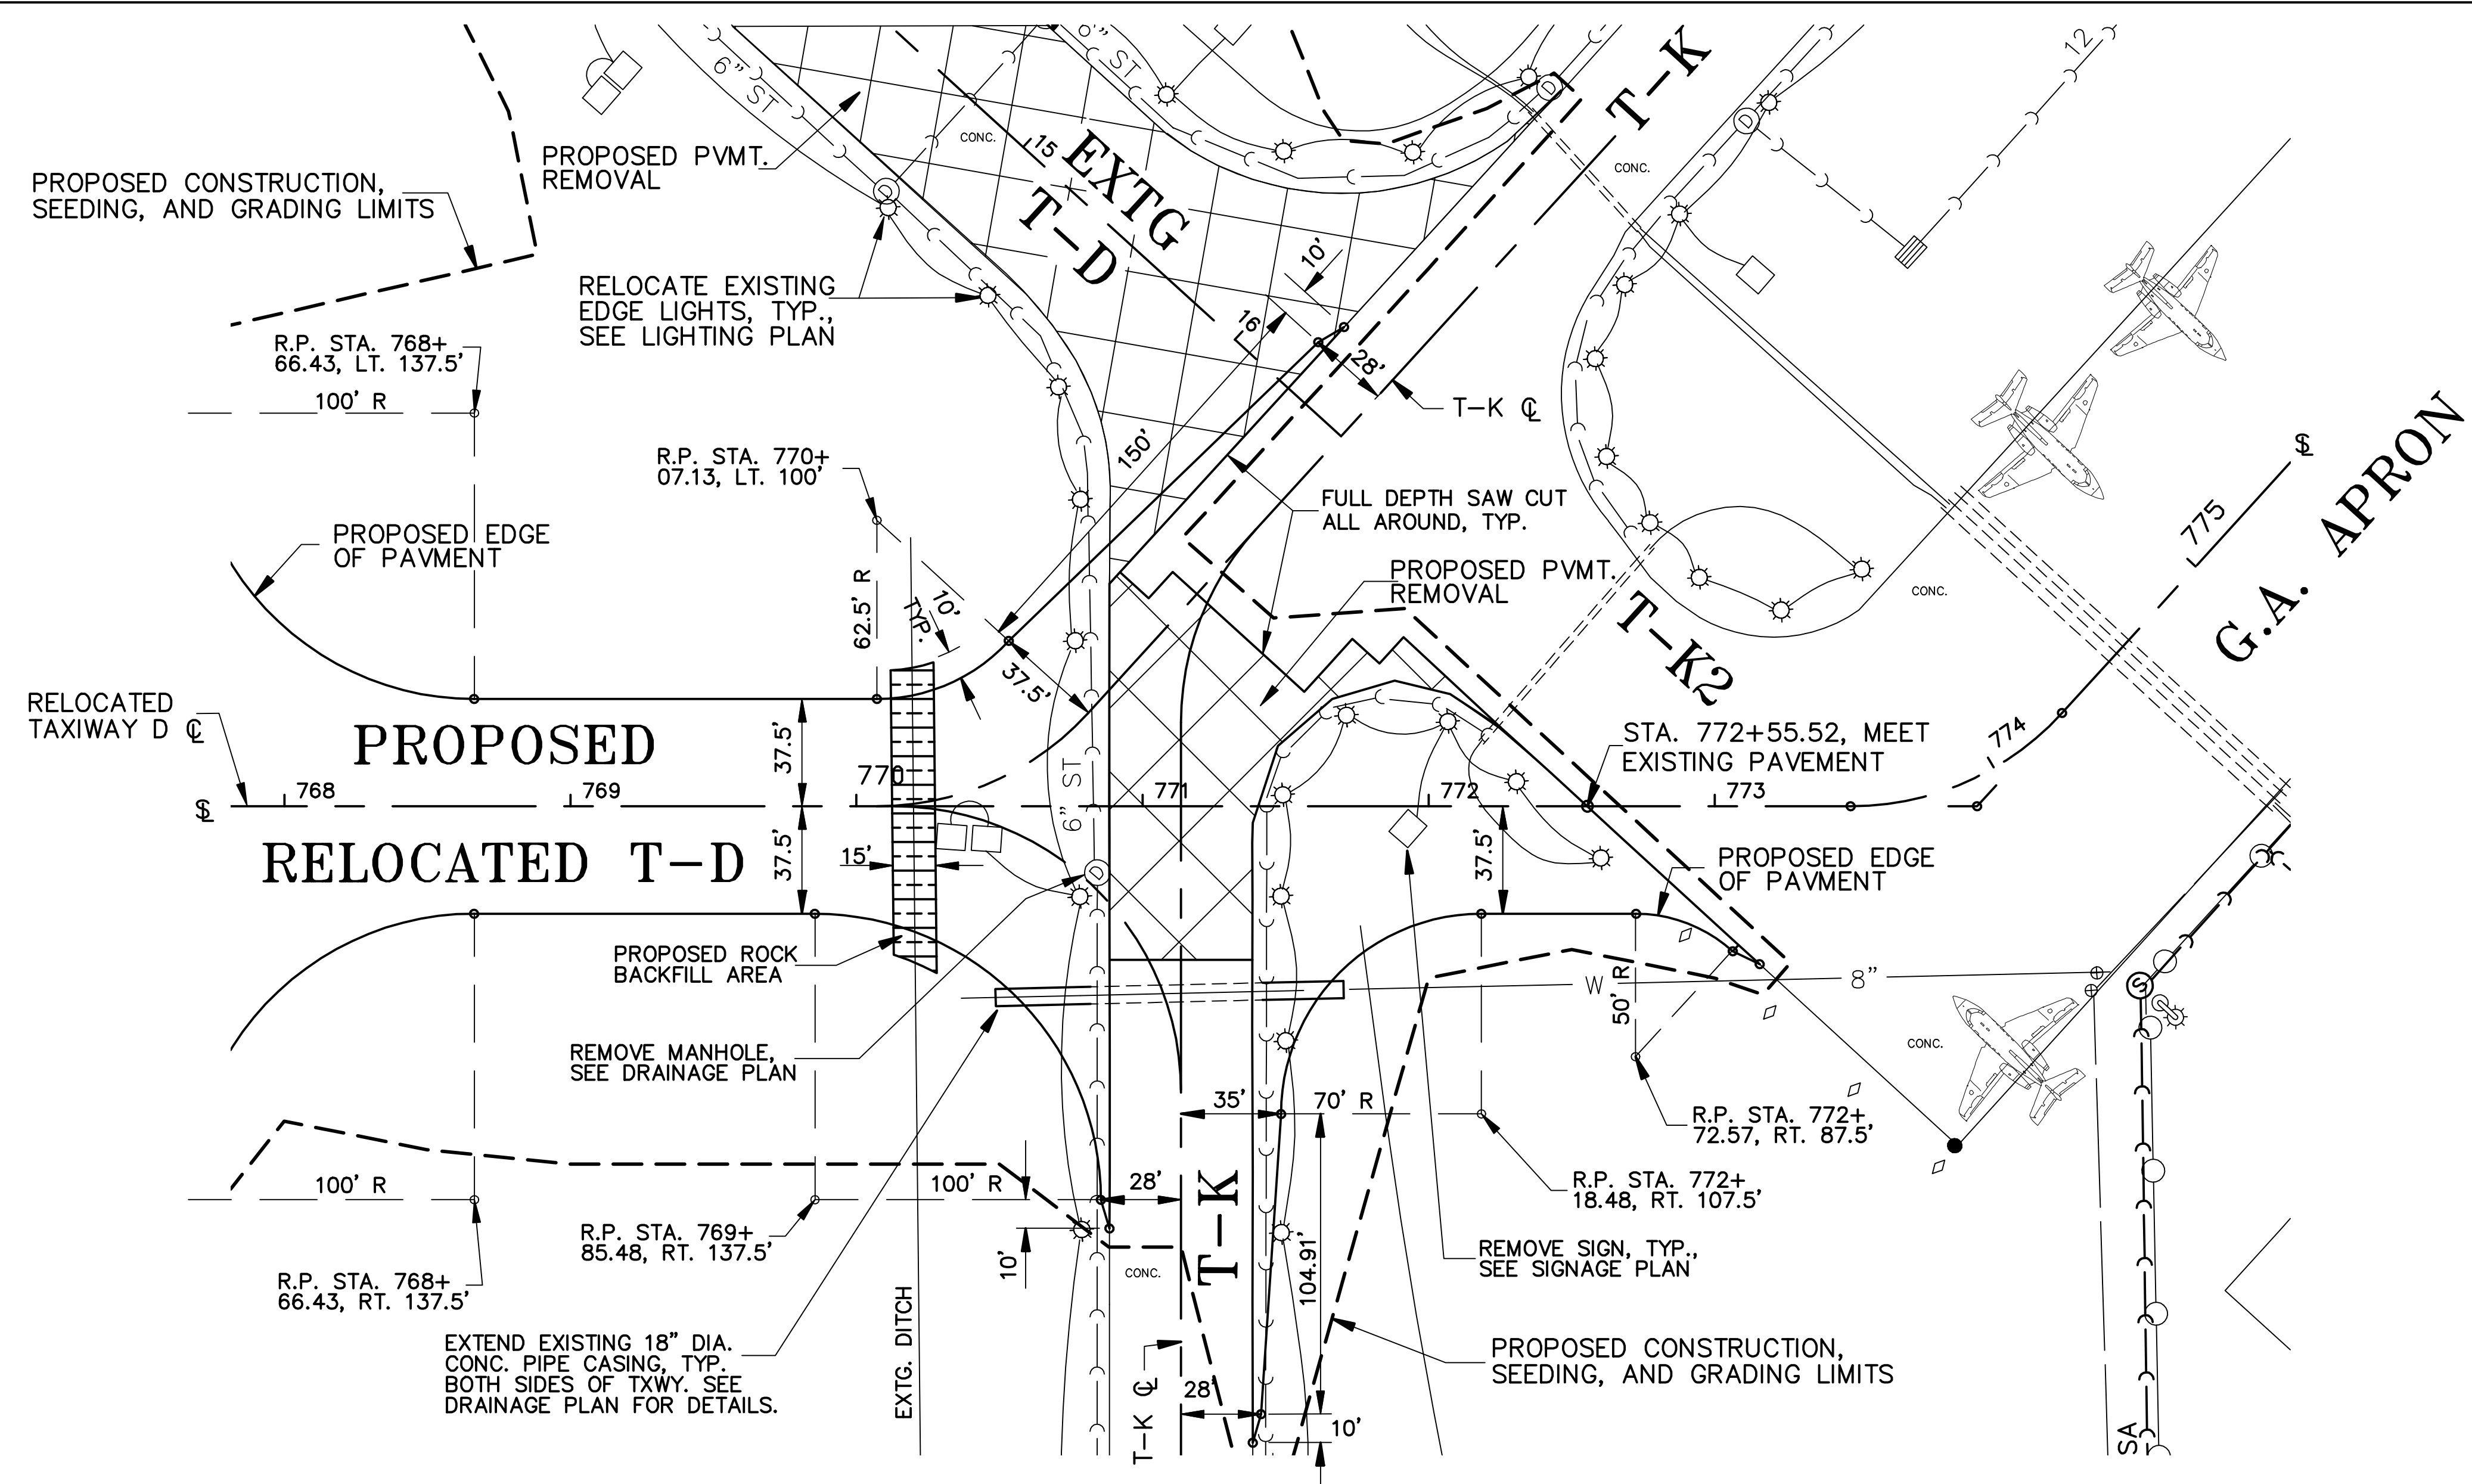 6" ST
6" ST
12
T-K
PROPOSED PVMT.
REMOVAL
CONC.
15
EXTG
T-D
CONC.
PROPOSED CONSTRUCTION,
SEEDING, AND GRADING LIMITS
D
D
D
RELOCATE EXISTING
EDGE LIGHTS, TYP.,
SEE LIGHTING PLAN
10'
16
28'
R.P. STA. 768+
66.43, LT. 137.5'
100' R
T-K ℄
150'
R.P. STA. 770+
07.13, LT. 100'
G.A. APRON
775
FULL DEPTH SAW CUT
ALL AROUND, TYP.
PROPOSED EDGE
OF PAVMENT
PROPOSED PVMT.
REMOVAL
CONC.
62.5' R
10'
TYP.
T-K2
37.5'
RELOCATED
TAXIWAY D ℄
PROPOSED
37.5'
STA. 772+55.52, MEET
EXISTING PAVEMENT
774
768
769
770
771
772
773
6" ST
RELOCATED T-D
37.5'
15'
D
37.5'
PROPOSED EDGE
OF PAVMENT
PROPOSED ROCK
BACKFILL AREA
W
8"
S
50' R
CONC.
REMOVE MANHOLE,
SEE DRAINAGE PLAN
35'
70' R
R.P. STA. 772+
72.57, RT. 87.5'
100' R
100' R
28'
T-K
R.P. STA. 772+
18.48, RT. 107.5'
R.P. STA. 769+
85.48, RT. 137.5'
10'
CONC.
104.91'
REMOVE SIGN, TYP.,
SEE SIGNAGE PLAN
R.P. STA. 768+
66.43, RT. 137.5'
EXTG. DITCH
EXTEND EXISTING 18" DIA.
CONC. PIPE CASING, TYP.
BOTH SIDES OF TXWY. SEE
DRAINAGE PLAN FOR DETAILS.
PROPOSED CONSTRUCTION,
SEEDING, AND GRADING LIMITS
T-K ℄
28'
10'
SA